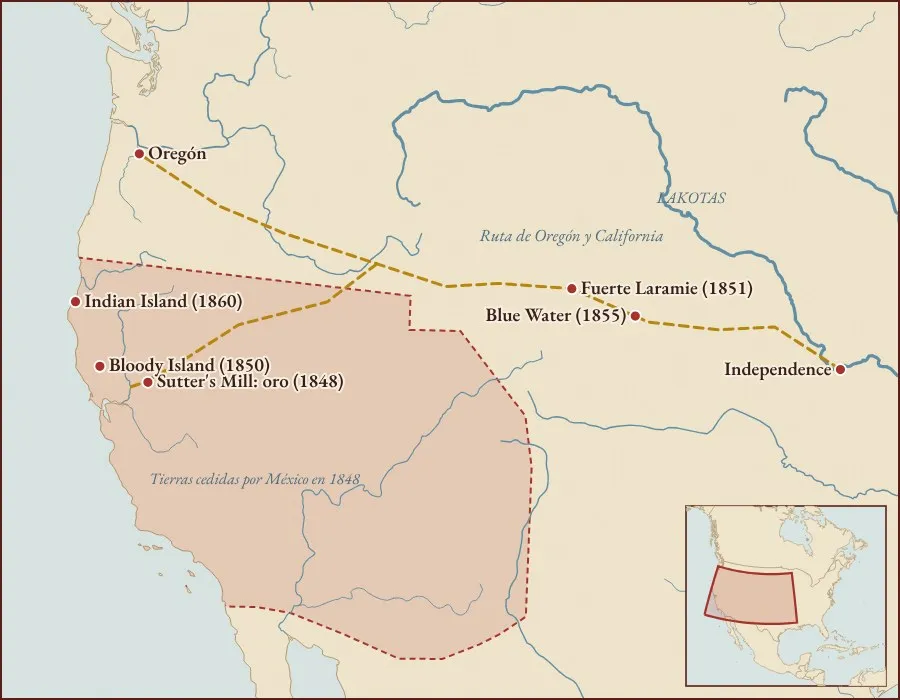 Oregón
LAKOTAS
Ruta de Oregón y California
Fuerte Laramie (1851)
Indian Island (1860)
Blue Water (1855)
Bloody Island (1850)
Independence
Sutter's Mill: oro (1848)
Tierras cedidas por México en 1848